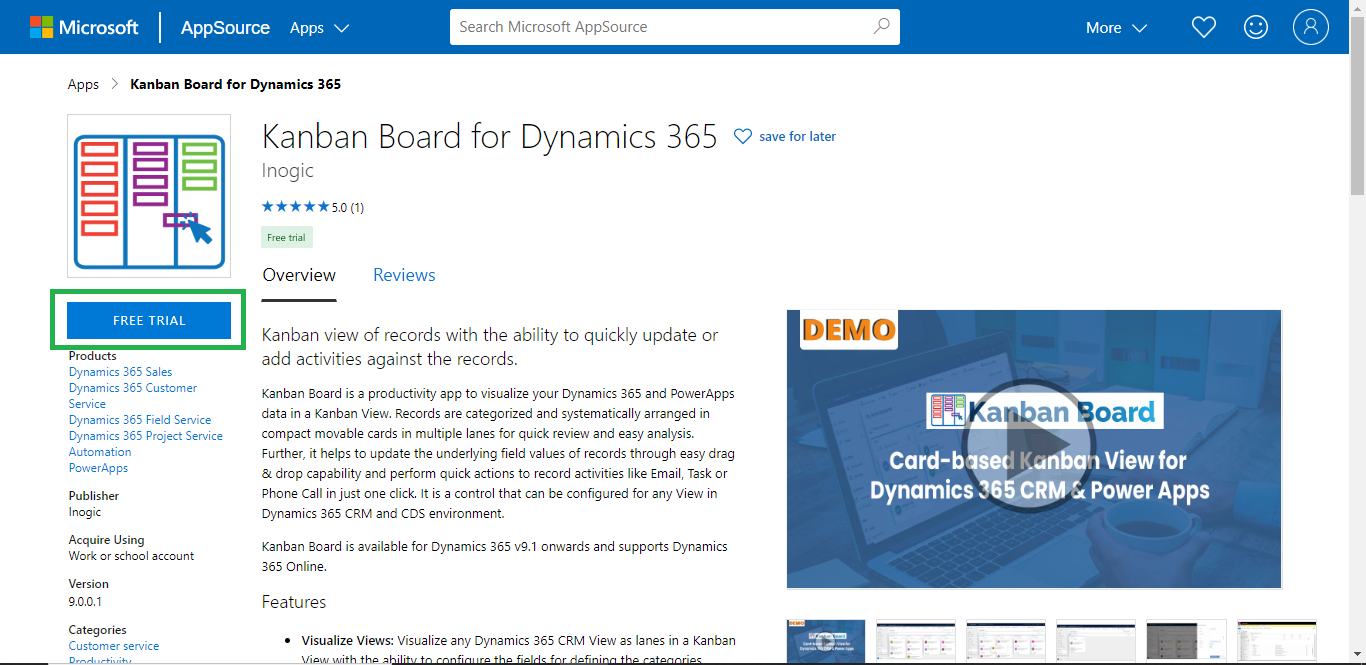 Microsoft
AppSource
Apps
Search Microsoft AppSource
More
Apps > Kanban Board for Dynamics 365
Kanban Board for Dynamics 365
save for later
Inogic
5.0 (1)
Free trial
Overview
Reviews
FREE TRIAL
Products
Dynamics 365 Sales
Dynamics 365 Customer
Service
Dynamics 365 Field Service
Dynamics 365 Project Service
Automation
PowerApps
Publisher
Inogic
Acquire Using
Work or school account
Version
9.0.0.1
Categories
Customer service
Productivity
Kanban view of records with the ability to quickly update or
add activities against the records.
Kanban Board is a productivity app to visualize your Dynamics 365 and PowerApps
data in a Kanban View. Records are categorized and systematically arranged in
compact movable cards in multiple lanes for quick review and easy analysis.
Further, it helps to update the underlying field values of records through easy drag
& drop capability and perform quick actions to record activities like Email, Task or
Phone Call in just one click. It is a control that can be configured for any View in
Dynamics 365 CRM and CDS environment.
Kanban Board is available for Dynamics 365 v9.1 onwards and supports Dynamics
365 Online.
Features
• Visualize Views: Visualize any Dynamics 365 CRM View as lanes in a Kanban
View with the ability to configure the fields for defining the categories.
DEMO
Kanban Board
Card-based Kanban View for
Dynamics 365 CRM & Power Apps
DEMO
Kanban Board